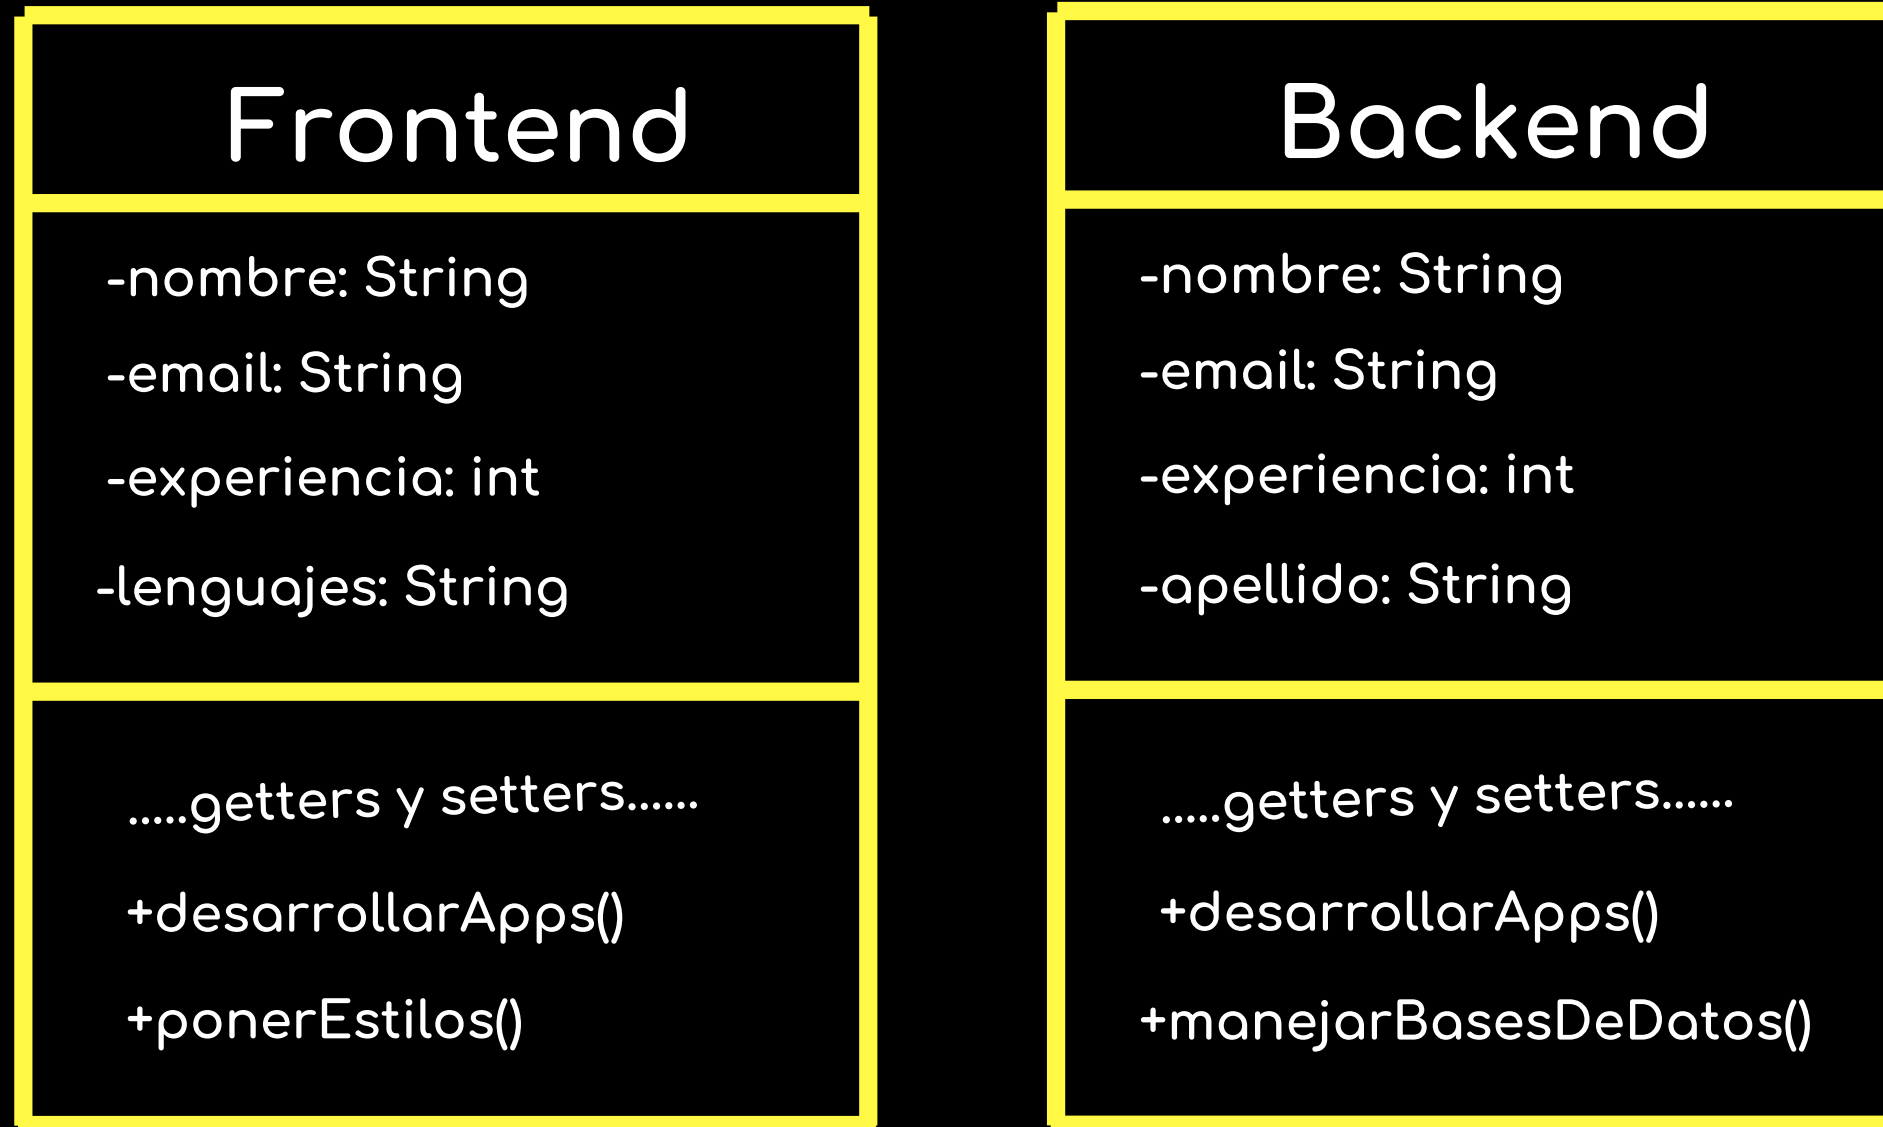 Frontend
-nombre: String
-email: String
-experiencia: int
-lenguajes: String
.....getters y setters......
+desarrollarApps()
+ponerEstilos()
Backend
-nombre: String
-email: String
-experiencia: int
-apellido: String
.....getters y setters......
+desarrollarApps()
+manejarBasesDeDatos()